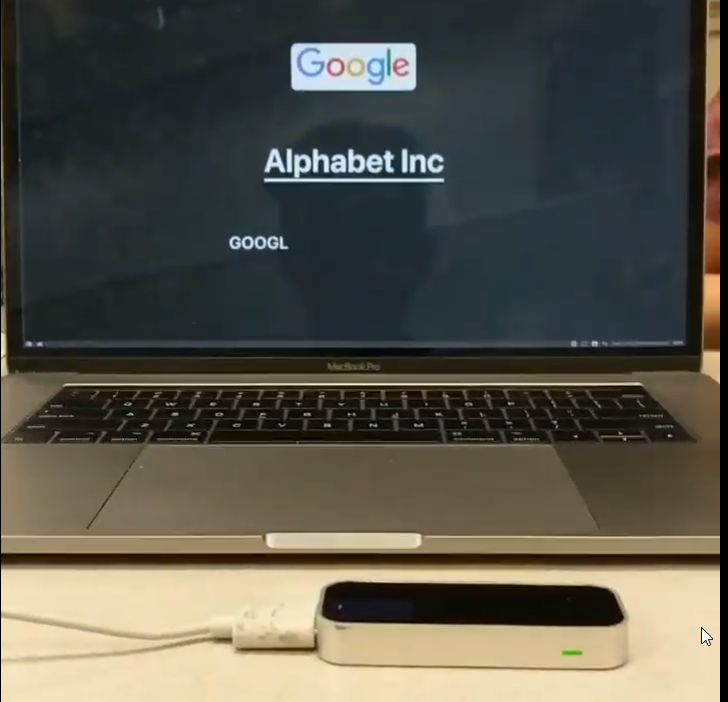 Google
Alphabet Inc
GOOGL
MacBook Pro
Q W E R T Y U P
A S D F G H J K L
Z X C V B N M